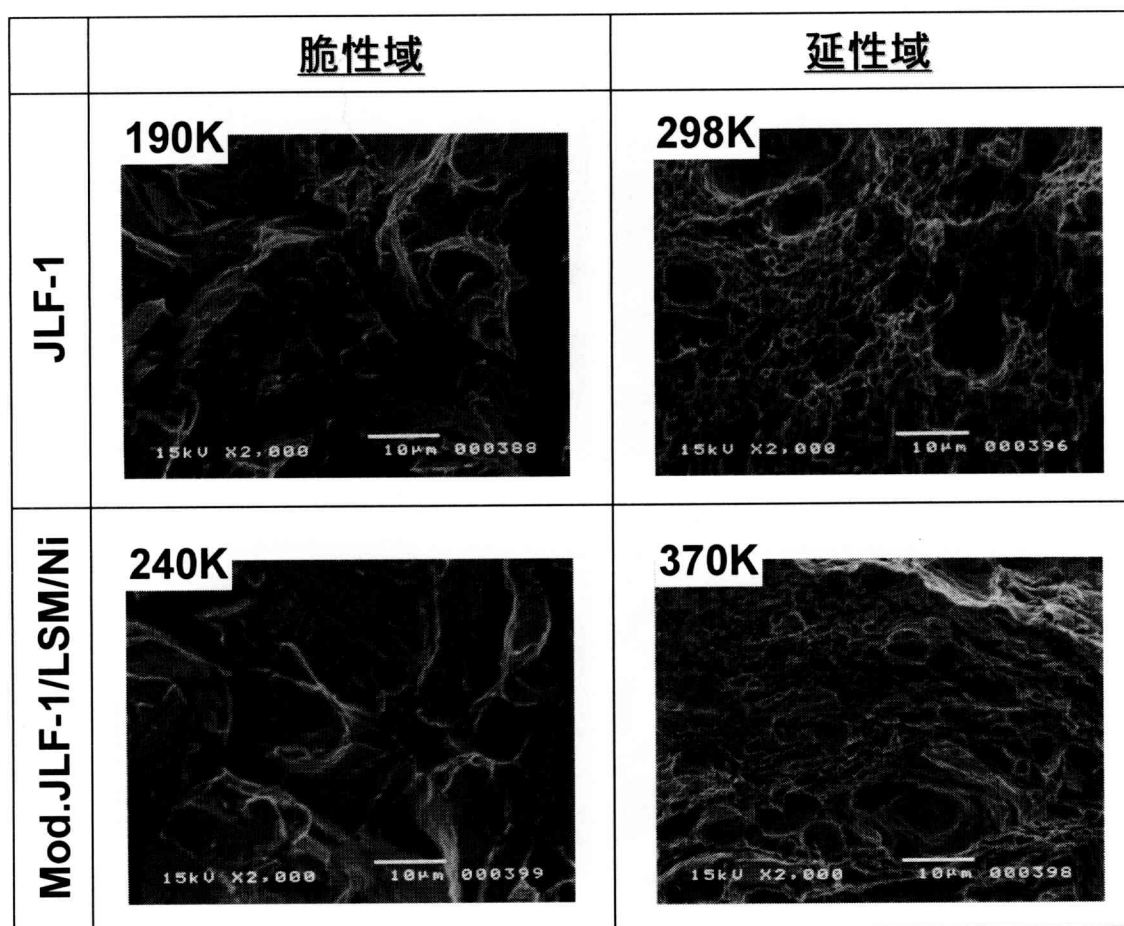 脆性域
延性域
JLF-1
190K
15kV X2,000 10μm 000388
298K
15kV X2,000 10μm 000396
Mod.JLF-1/LSM/Ni
240K
15kV X2,000 10μm 000399
370K
15kV X2,000 10μm 000398